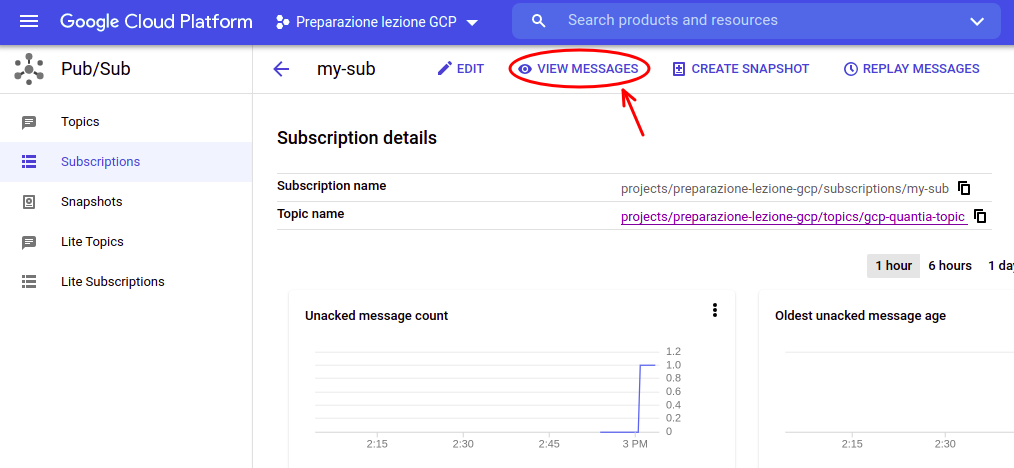 Google Cloud Platform Preparazione lezione GCP Search products and resources
Pub/Sub my-sub EDIT VIEW MESSAGES CREATE SNAPSHOT REPLAY MESSAGES
Topics
Subscriptions
Snapshots
Lite Topics
Lite Subscriptions
Subscription details
Subscription name projects/preparazione-lezione-gcp/subscriptions/my-sub
Topic name projects/preparazione-lezione-gcp/topics/gcp-quantia-topic
1 hour 6 hours 1 day
Unacked message count
1.2
1.0
0.8
0.6
0.4
0.2
0
2:15 2:30 2:45 3 PM
Oldest unacked message age
2:15 2:30